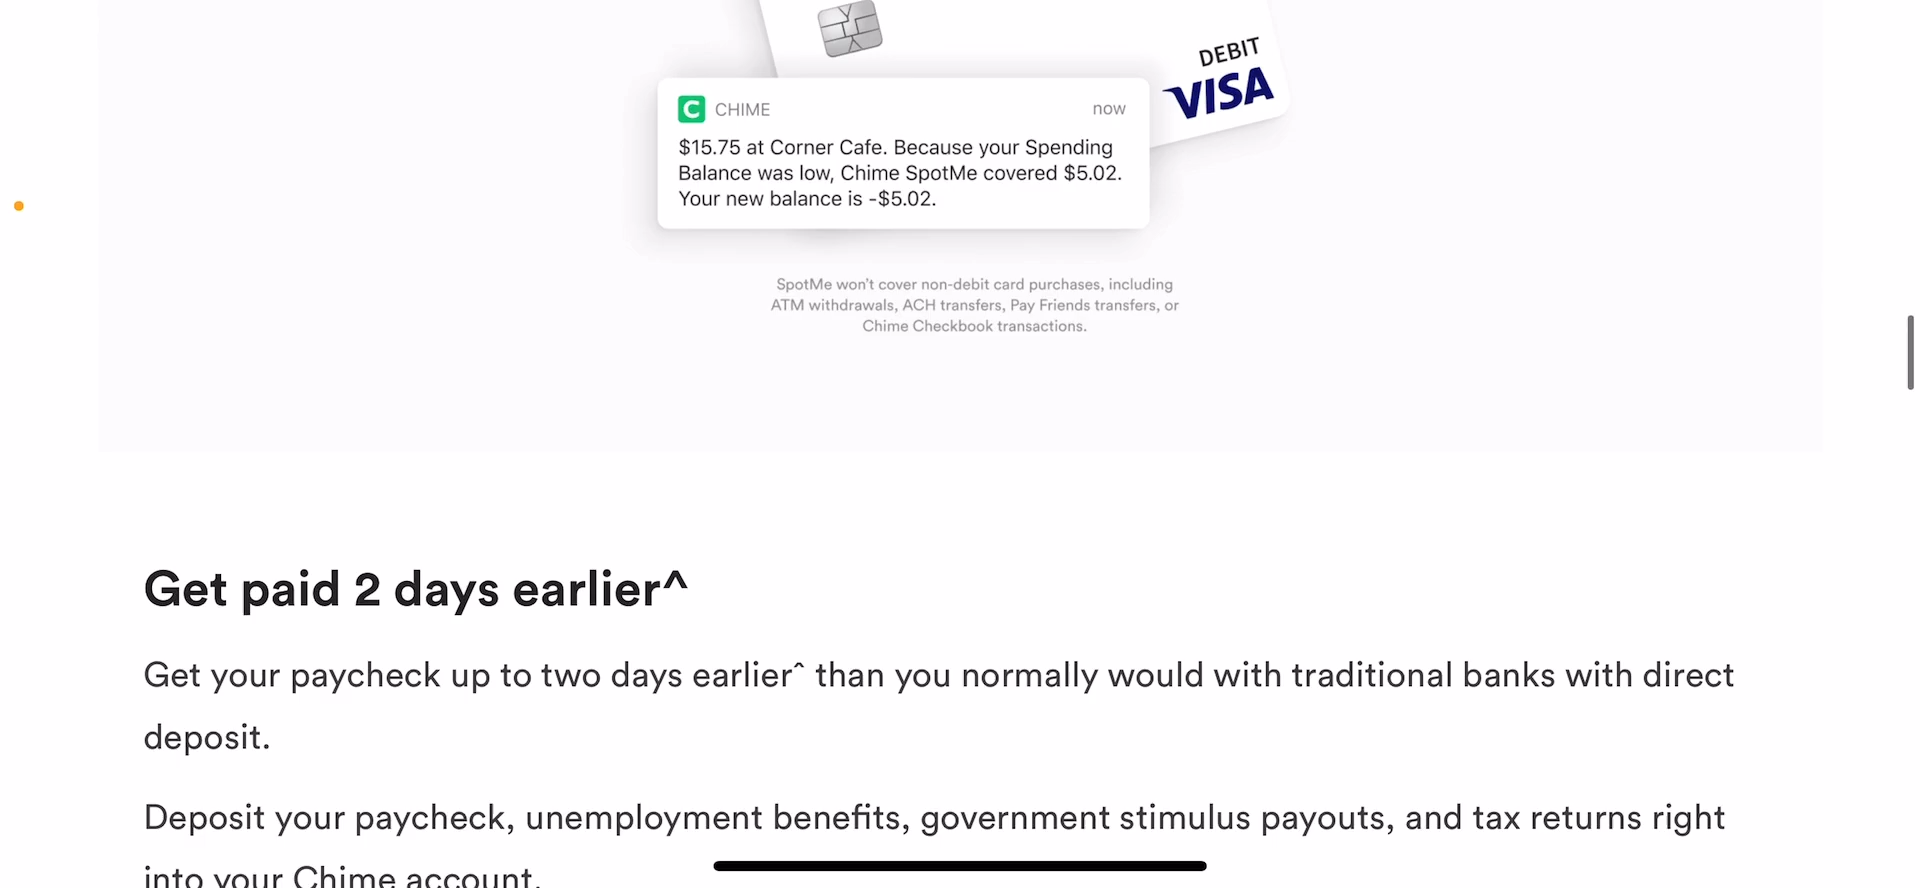 DEBIT
VISA
C CHIME now
$15.75 at Corner Cafe. Because your Spending
Balance was low, Chime SpotMe covered $5.02.
Your new balance is -$5.02.
SpotMe won't cover non-debit card purchases, including
ATM withdrawals, ACH transfers, Pay Friends transfers, or
Chime Checkbook transactions.
Get paid 2 days earlier^
Get your paycheck up to two days earlier^ than you normally would with traditional banks with direct
deposit.
Deposit your paycheck, unemployment benefits, government stimulus payouts, and tax returns right
into your Chime account.